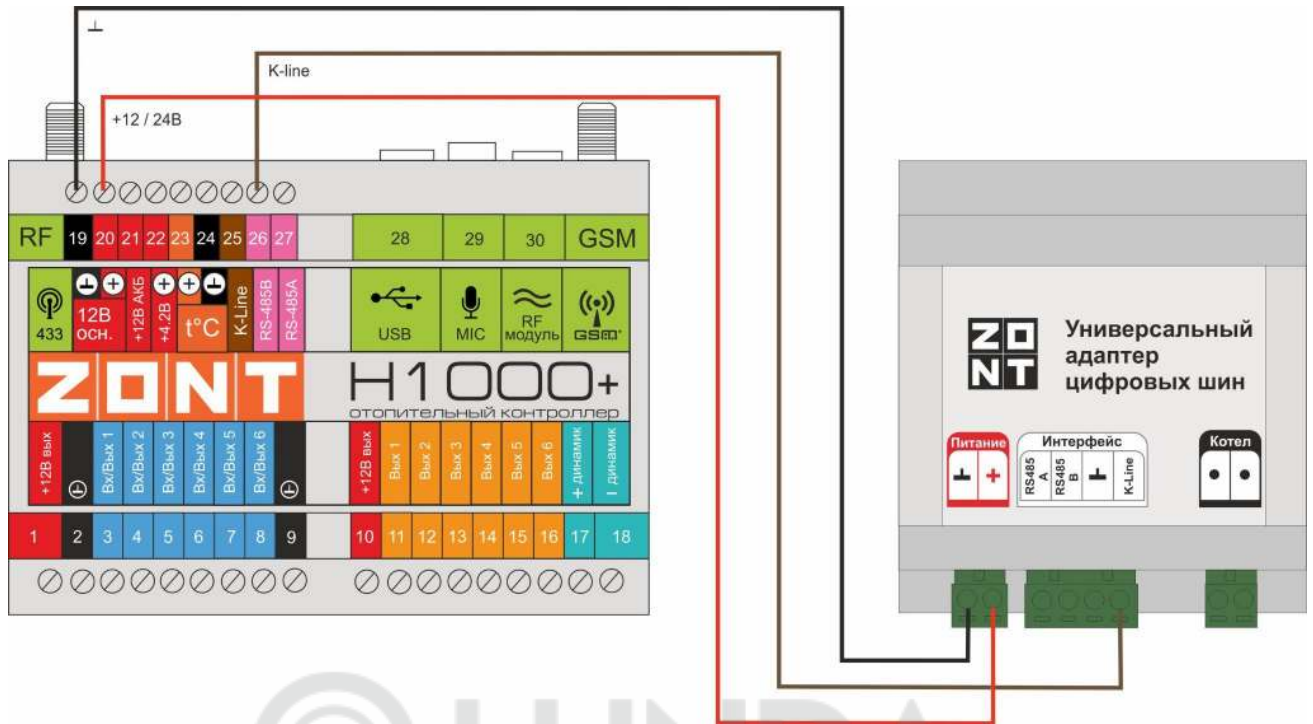 K-line
+12 / 24В
RF 19 20 21 22 23 24 25 26 27 28 29 30 GSM
433
12В осн.
+12В АКБ
+4.2В
t°C
K-Line
RS-485B
RS-485A
USB
MIC
RF модуль
GSM
ZONT H1000+
отопительный контроллер
+12В вых
Вх/Вых 1
Вх/Вых 2
Вх/Вых 3
Вх/Вых 4
Вх/Вых 5
Вх/Вых 6
+12В вых
Вых 1
Вых 2
Вых 3
Вых 4
Вых 5
Вых 6
+ динамик
− динамик
1 2 3 4 5 6 7 8 9 10 11 12 13 14 15 16 17 18
ZONT
Универсальный
адаптер
цифровых шин
Питание
Интерфейс
Котел
RS485 A
RS485 B
K-Line
LUNDA